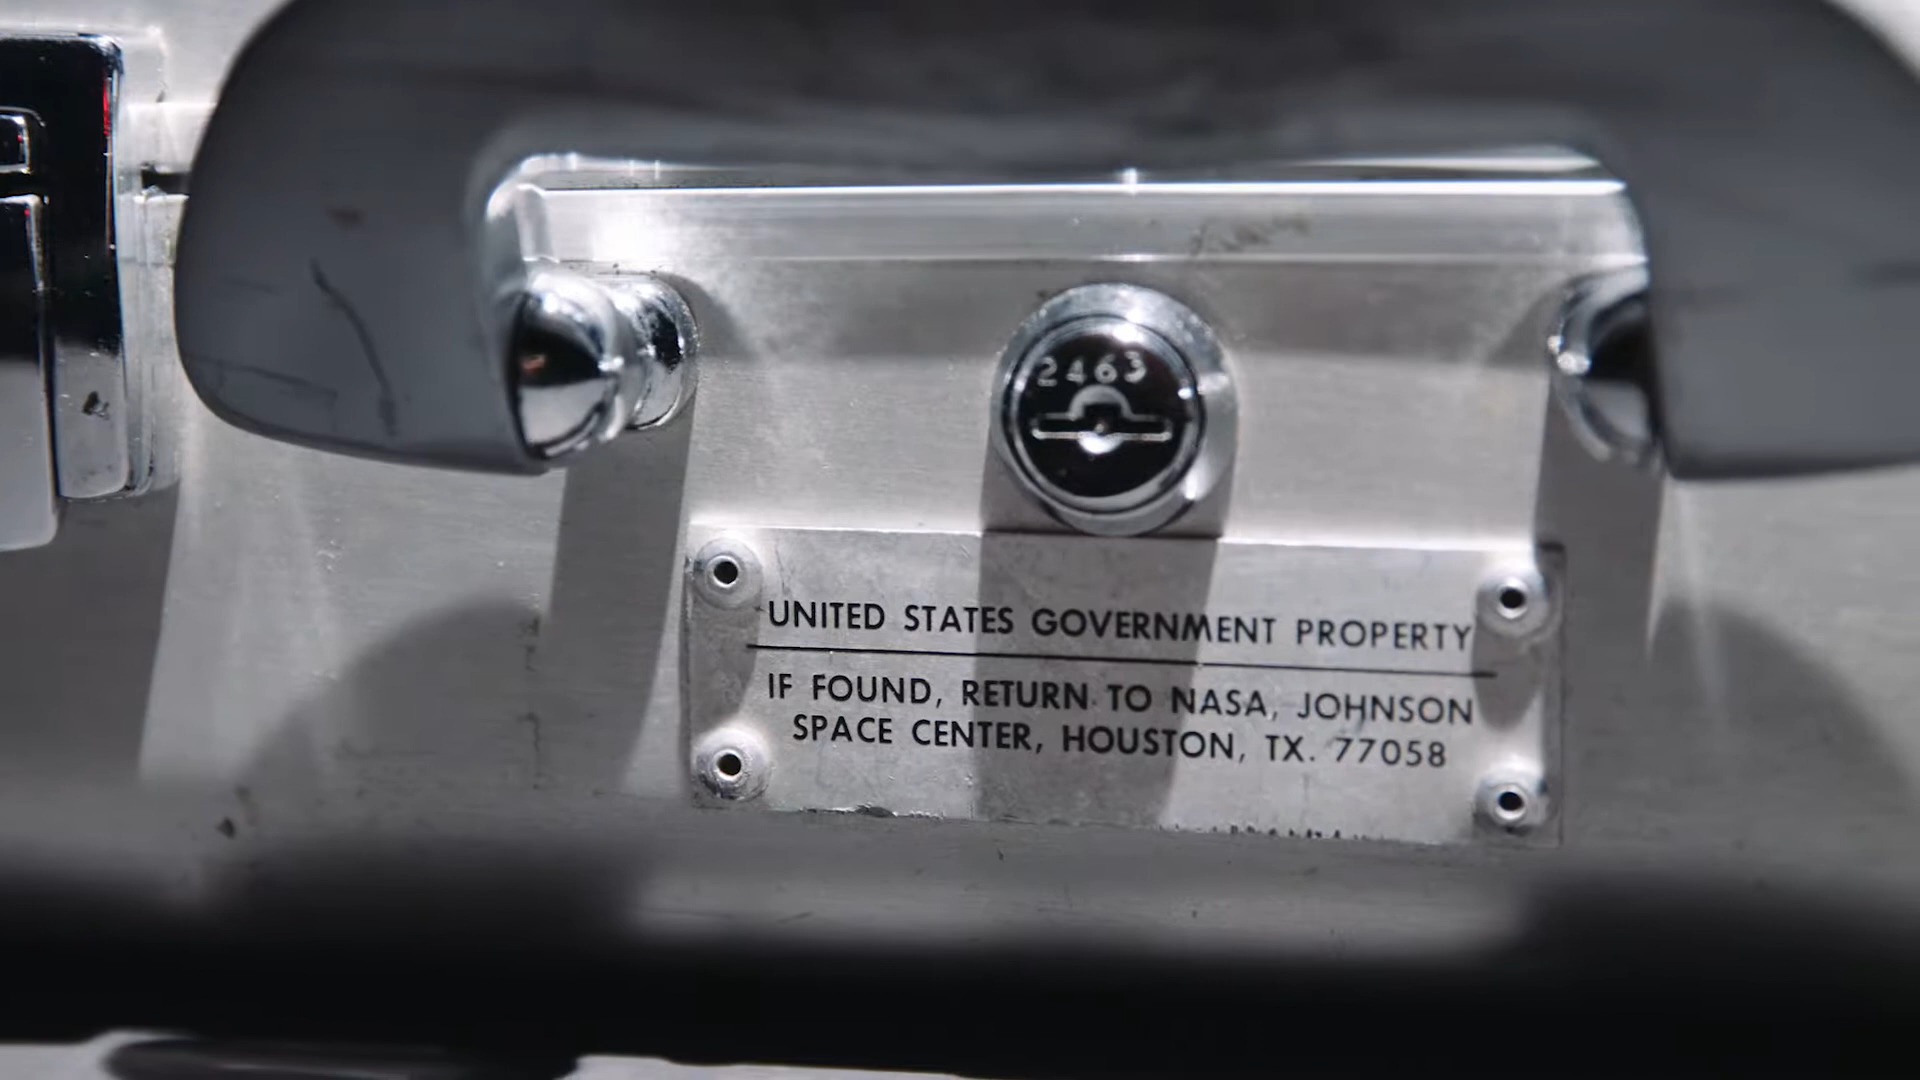 2463
UNITED STATES GOVERNMENT PROPERTY
IF FOUND, RETURN TO NASA, JOHNSON
SPACE CENTER, HOUSTON, TX. 77058